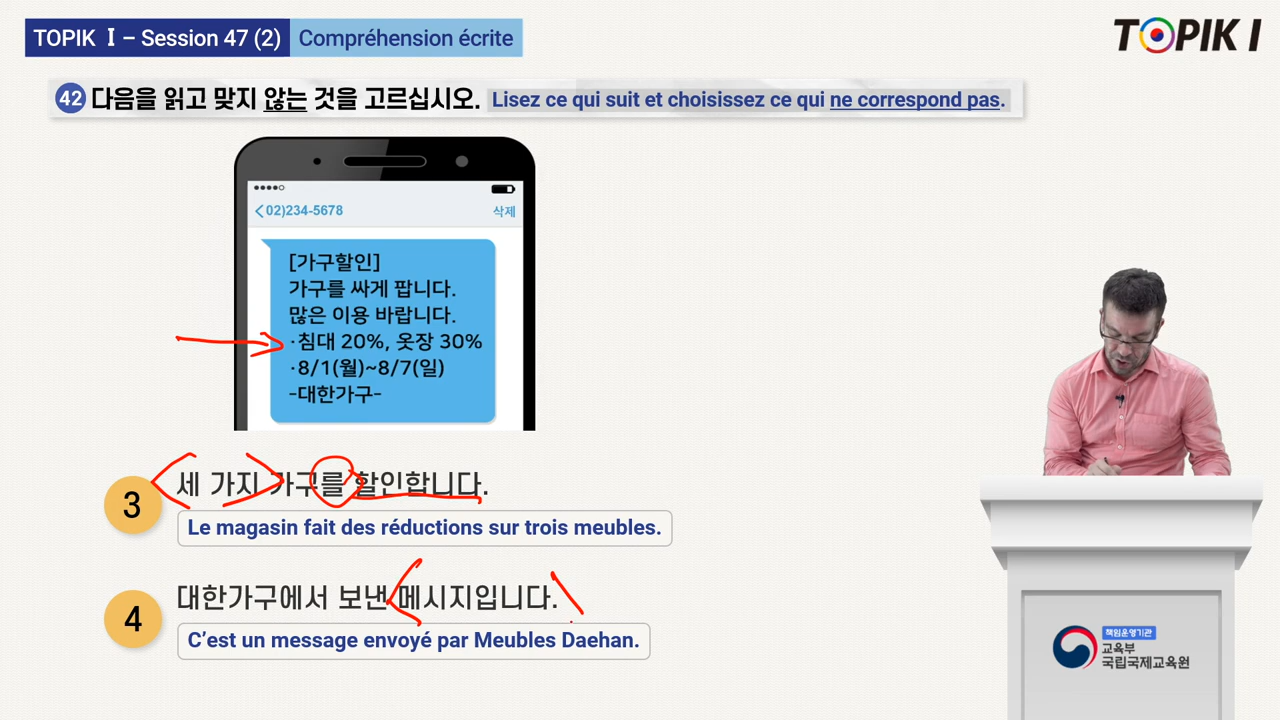 TOPIK Ⅰ – Session 47 (2) Compréhension écrite
TOPIK I
42 다음을 읽고 맞지 않는 것을 고르십시오. Lisez ce qui suit et choisissez ce qui ne correspond pas.
02)234-5678 삭제
[가구할인]
가구를 싸게 팝니다.
많은 이용 바랍니다.
·침대 20%, 옷장 30%
·8/1(월)~8/7(일)
-대한가구-
3 세 가지 가구를 할인합니다.
Le magasin fait des réductions sur trois meubles.
4 대한가구에서 보낸 메시지입니다.
C’est un message envoyé par Meubles Daehan.
책임운영기관
교육부
국립국제교육원